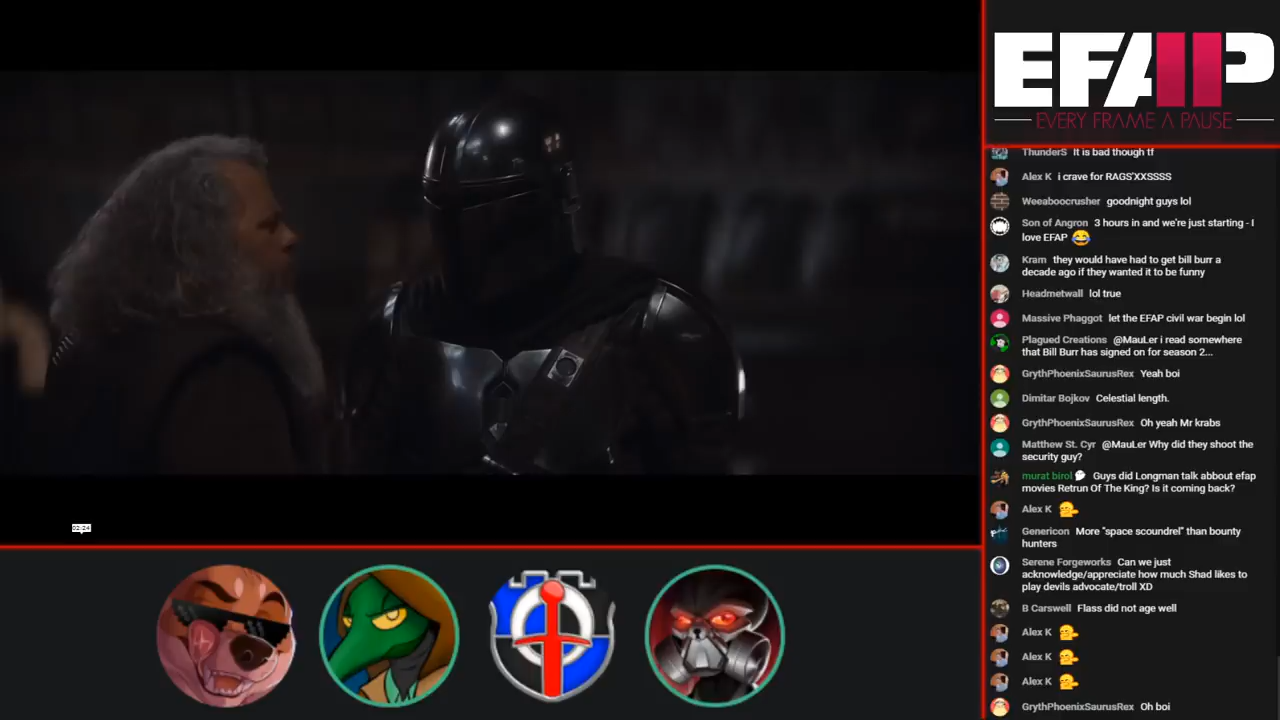 EFAP
EVERY FRAME A PAUSE
ThunderS It is bad though tf
Alex K i crave for RAGS'XXSSSS
Weeaboocrusher goodnight guys lol
Son of Angron 3 hours in and we're just starting - I
love EFAP 😂
Kram they would have had to get bill burr a
decade ago if they wanted it to be funny
Headmetwall lol true
Massive Phaggot let the EFAP civil war begin lol
Plagued Creations @MauLer i read somewhere
that Bill Burr has signed on for season 2...
GrythPhoenixSaurusRex Yeah boi
Dimitar Bojkov Celestial length.
GrythPhoenixSaurusRex Oh yeah Mr krabs
Matthew St. Cyr @MauLer Why did they shoot the
security guy?
murat birol Guys did Longman talk abbout efap
movies Retrun Of The King? Is it coming back?
Alex K
Genericon More "space scoundrel" than bounty
hunters
Serene Forgeworks Can we just
acknowledge/appreciate how much Shad likes to
play devils advocate/troll XD
B Carswell Flass did not age well
Alex K
Alex K
Alex K
GrythPhoenixSaurusRex Oh boi
02:24